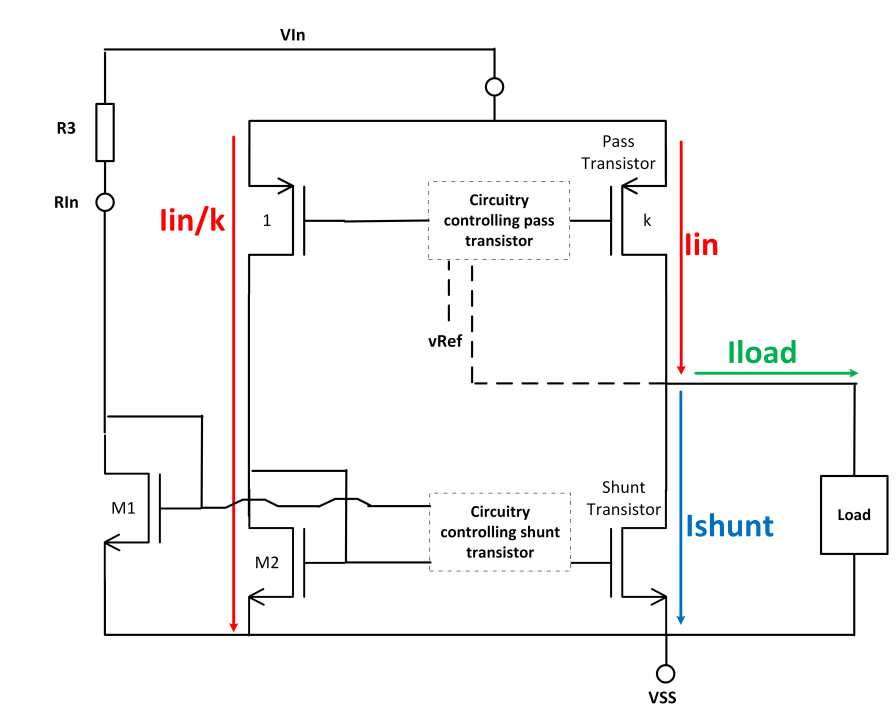 VIn
R3
RIn
Iin/k
1
Circuitry
controlling pass
transistor
Pass
Transistor
k
Iin
vRef
Iload
M1
M2
Circuitry
controlling shunt
transistor
Shunt
Transistor
Ishunt
Load
VSS